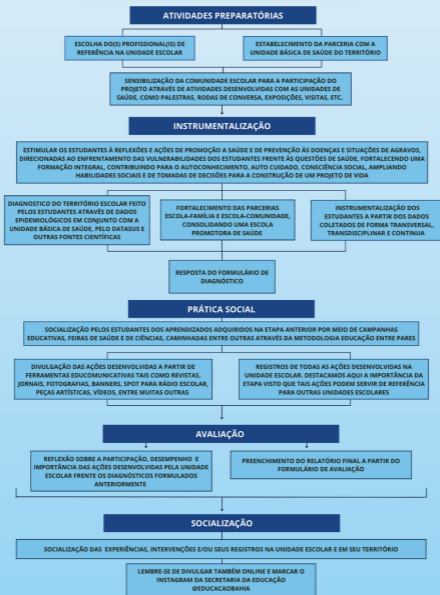 ATIVIDADES PREPARATÓRIAS
ESCOLHA DO(S) PROFISSIONAL(IS) DE
REFERÊNCIA NA UNIDADE ESCOLAR
ESTABELECIMENTO DA PARCERIA COM A
UNIDADE BÁSICA DE SAÚDE DO TERRITÓRIO
SENSIBILIZAÇÃO DA COMUNIDADE ESCOLAR PARA A PARTICIPAÇÃO DO
PROJETO ATRAVÉS DE ATIVIDADES DESENVOLVIDAS COM AS UNIDADES DE
SAÚDE, COMO PALESTRAS, RODAS DE CONVERSA, EXPOSIÇÕES, VISITAS, ETC.
INSTRUMENTALIZAÇÃO
ESTIMULAR OS ESTUDANTES À REFLEXÕES E AÇÕES DE PROMOÇÃO A SAÚDE E DE PREVENÇÃO ÀS DOENÇAS E SITUAÇÕES DE AGRAVOS,
DIRECIONADAS AO ENFRENTAMENTO DAS VULNERABILIDADES DOS ESTUDANTES FRENTE ÀS QUESTÕES DE SAÚDE, FORTALECENDO UMA
FORMAÇÃO INTEGRAL, CONTRIBUINDO PARA O AUTOCONHECIMENTO, AUTO CUIDADO, CONSCIÊNCIA SOCIAL, AMPLIANDO
HABILIDADES SOCIAIS E DE TOMADAS DE DECISÕES PARA A CONSTRUÇÃO DE UM PROJETO DE VIDA
DIAGNOSTICO DO TERRITÓRIO ESCOLAR FEITO
PELOS ESTUDANTES ATRAVÉS DE DADOS
EPIDEMIOLÓGICOS EM CONJUNTO COM A
UNIDADE BÁSICA DE SAÚDE, PELO DATASUS E
OUTRAS FONTES CIENTÍFICAS
FORTALECIMENTO DAS PARCERIAS
ESCOLA-FAMÍLIA E ESCOLA-COMUNIDADE,
CONSOLIDANDO UMA ESCOLA
PROMOTORA DE SAÚDE
INSTRUMENTALIZAÇÃO DOS
ESTUDANTES A PARTIR DOS DADOS
COLETADOS DE FORMA TRANSVERSAL,
TRANSDISCIPLINAR E CONTINUA
RESPOSTA DO FORMULÁRIO DE
DIAGNÓSTICO
PRÁTICA SOCIAL
SOCIALIZAÇÃO PELOS ESTUDANTES DOS APRENDIZADOS ADQUIRIDOS NA ETAPA ANTERIOR POR MEIO DE CAMPANHAS
EDUCATIVAS, FEIRAS DE SAÚDE E DE CIÊNCIAS, CAMINHADAS ENTRE OUTRAS ATRAVÉS DA METODOLOGIA EDUCAÇÃO ENTRE PARES
DIVULGAÇÃO DAS AÇÕES DESENVOLVIDAS A PARTIR DE
FERRAMENTAS EDUCOMUNICATIVAS TAIS COMO REVISTAS,
JORNAIS, FOTOGRAFIAS, BANNERS, SPOT PARA RÁDIO ESCOLAR,
PEÇAS ARTÍSTICAS, VÍDEOS, ENTRE MUITAS OUTRAS
REGISTROS DE TODAS AS AÇÕES DESENVOLVIDAS NA
UNIDADE ESCOLAR, DESTACAMOS AQUI A IMPORTÂNCIA DA
ETAPA VISTO QUE TAIS AÇÕES PODEM SERVIR DE REFERÊNCIA
PARA OUTRAS UNIDADES ESCOLARES
AVALIAÇÃO
REFLEXÃO SOBRE A PARTICIPAÇÃO, DESEMPENHO E
IMPORTÂNCIA DAS AÇÕES DESENVOLVIDAS PELA UNIDADE
ESCOLAR FRENTE OS DIAGNÓSTICOS FORMULADOS
ANTERIORMENTE
PREENCHIMENTO DO RELATÓRIO FINAL A PARTIR DO
FORMULÁRIO DE AVALIAÇÃO
SOCIALIZAÇÃO
SOCIALIZAÇÃO DAS EXPERIÊNCIAS, INTERVENÇÕES E/OU SEUS REGISTROS NA UNIDADE ESCOLAR E EM SEU TERRITÓRIO
LEMBRE-SE DE DIVULGAR TAMBÉM ONLINE E MARCAR O
INSTAGRAM DA SECRETARIA DA EDUCAÇÃO
@EDUCACAOBAHIA